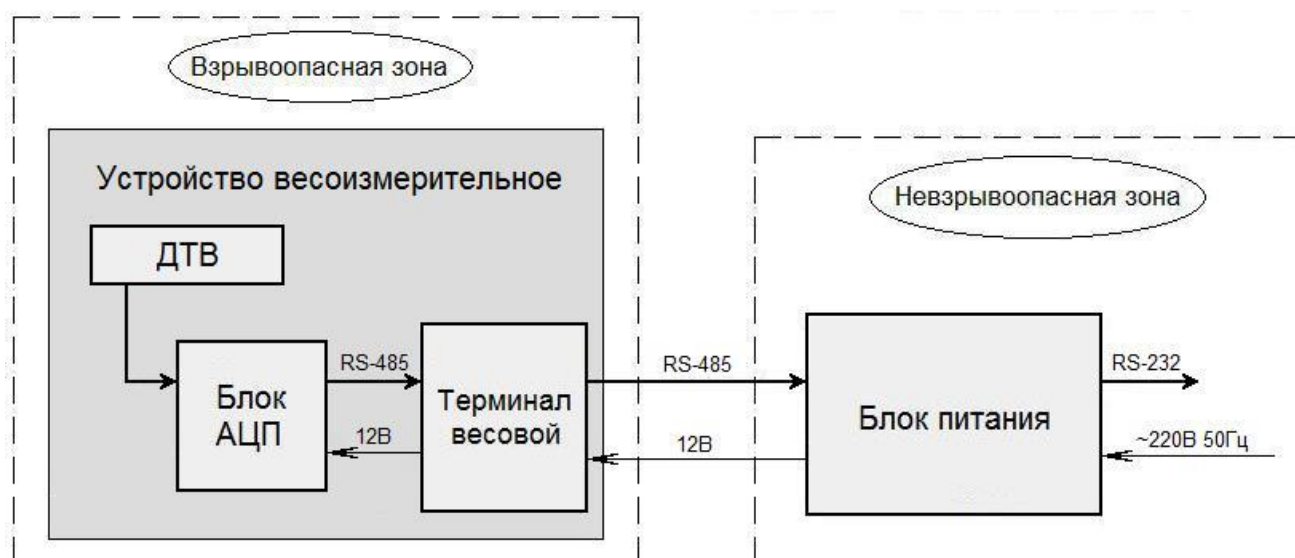 Взрывоопасная зона
Устройство весоизмерительное
ДТВ
Блок
АЦП
RS-485
12В
Терминал
весовой
RS-485
12В
Невзрывоопасная зона
Блок питания
RS-232
~220В 50Гц